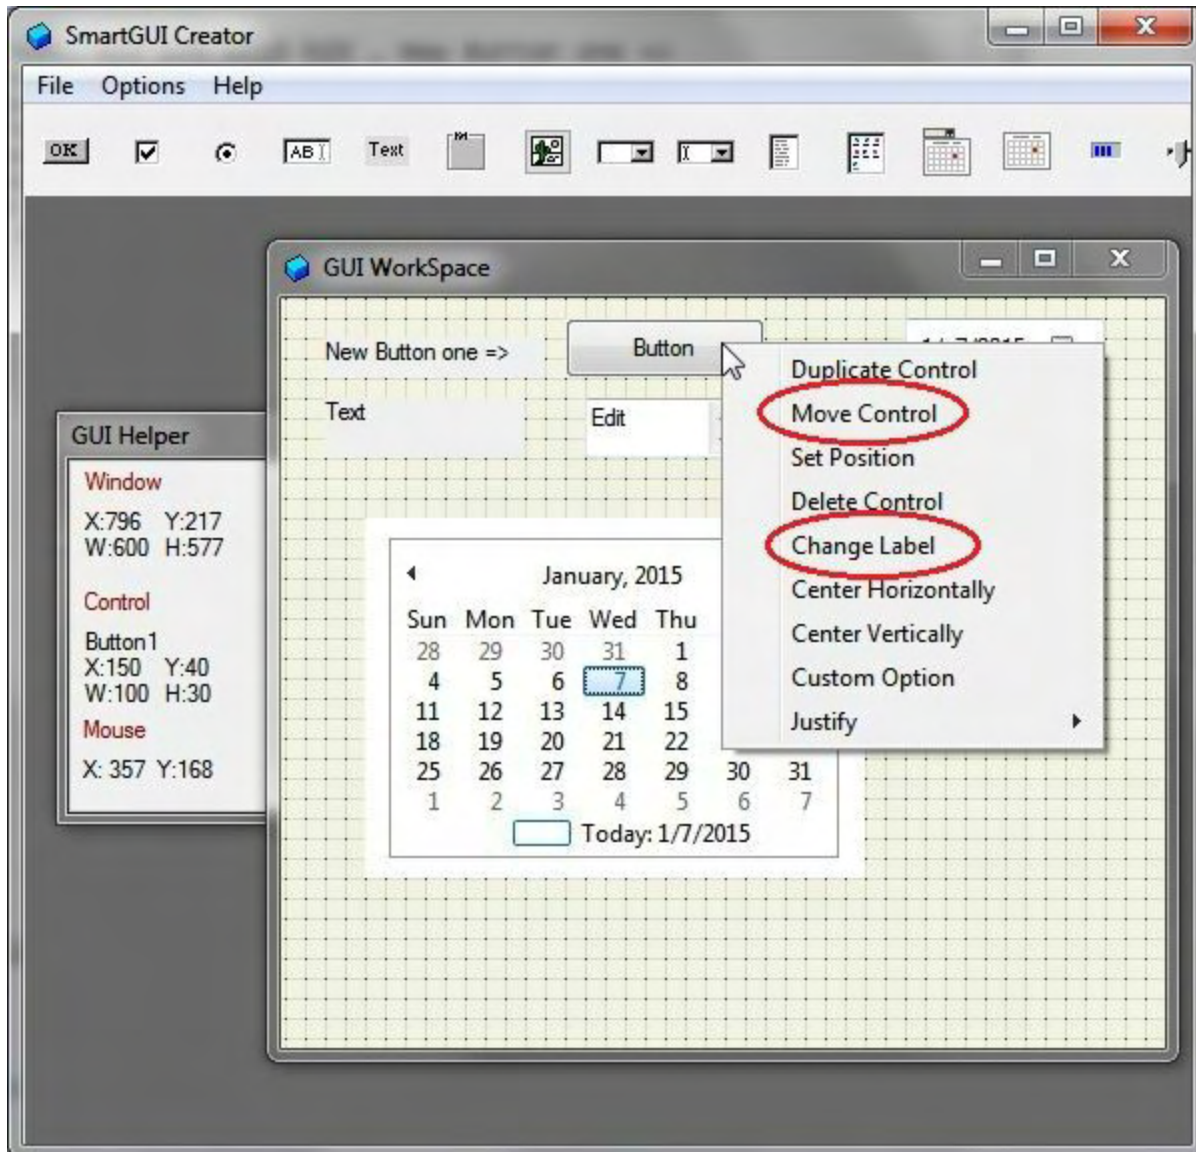 SmartGUI Creator
File Options Help
OK
AB
Text
GUI WorkSpace
New Button one =>
Button
Text
Edit
Duplicate Control
Move Control
Set Position
Delete Control
Change Label
Center Horizontally
Center Vertically
Custom Option
Justify
GUI Helper
Window
X:796 Y:217
W:600 H:577
Control
Button1
X:150 Y:40
W:100 H:30
Mouse
X: 357 Y:168
January, 2015
Sun Mon Tue Wed Thu
28 29 30 31 1
4 5 6 7 8
11 12 13 14 15
18 19 20 21 22
25 26 27 28 29 30 31
1 2 3 4 5 6 7
Today: 1/7/2015